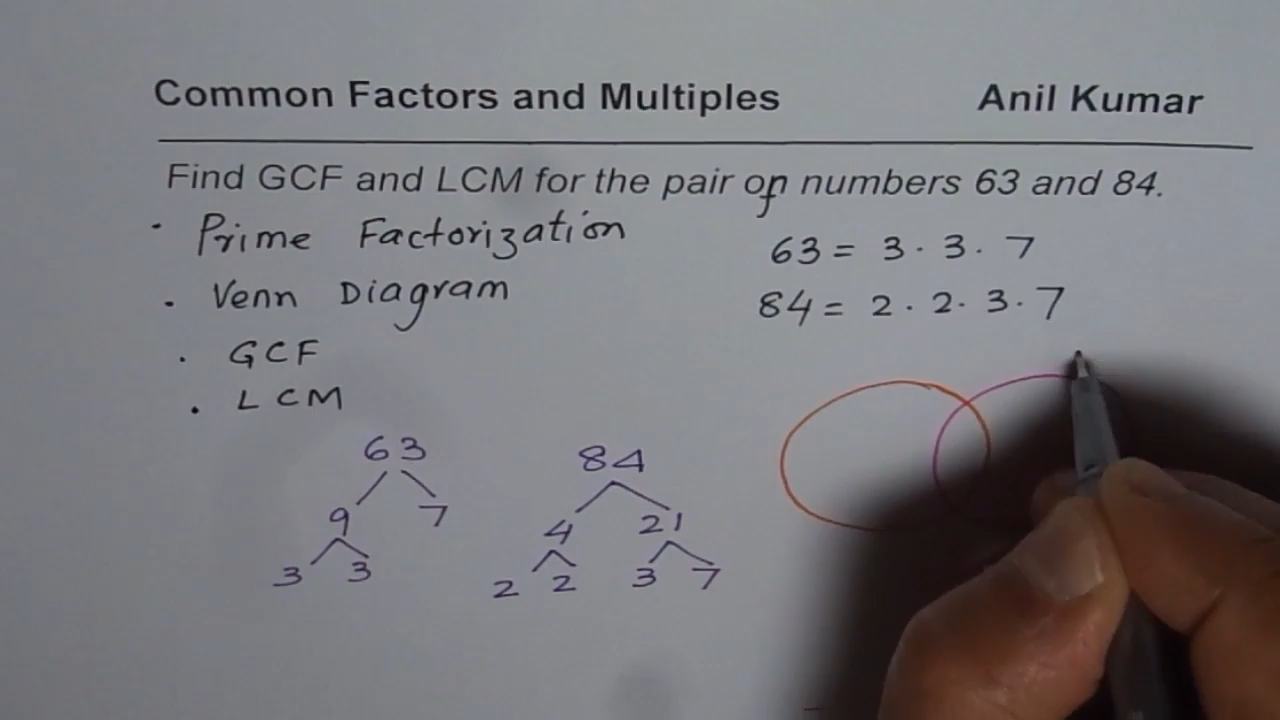 Common Factors and Multiples Anil Kumar
Find GCF and LCM for the pair of numbers 63 and 84.
· Prime Factorization
63 = 3 · 3 · 7
. Venn Diagram
84 = 2 · 2 · 3 · 7
. GCF
. LCM
63 84
9 7 4 21
3 3 2 2 3 7